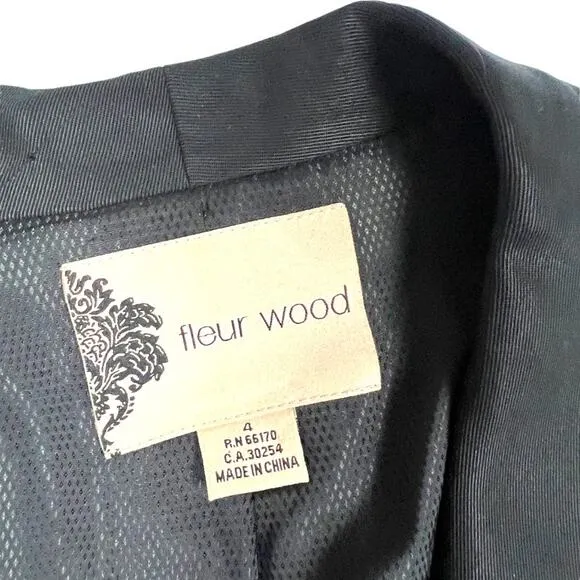 fleur wood
4
R.N 66170
C.A.30254
MADE IN CHINA